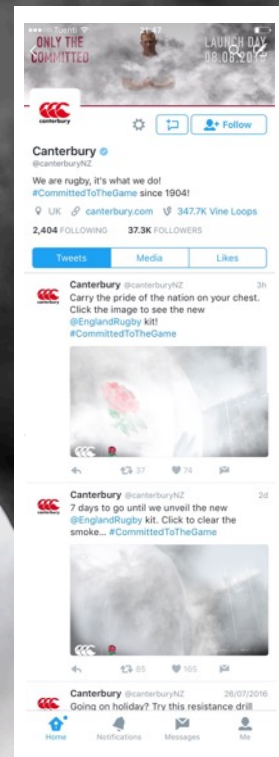 Tuenti
21:47
ONLY THE
COMMITTED
LAUNCH DAY
08.08.2016
canterbury
Follow
Canterbury
@canterburyNZ
We are rugby, it's what we do!
#CommittedToTheGame since 1904!
UK canterbury.com 347.7K Vine Loops
2,404 FOLLOWING 37.3K FOLLOWERS
Tweets Media Likes
Canterbury @canterburyNZ 3h
Carry the pride of the nation on your chest.
Click the image to see the new
@EnglandRugby kit!
#CommittedToTheGame
37 74
Canterbury @canterburyNZ 2d
7 days to go until we unveil the new
@EnglandRugby kit. Click to clear the
smoke... #CommittedToTheGame
85 165
Canterbury @canterburyNZ 26/07/2016
Going on holiday? Try this resistance drill
Home Notifications Messages Me